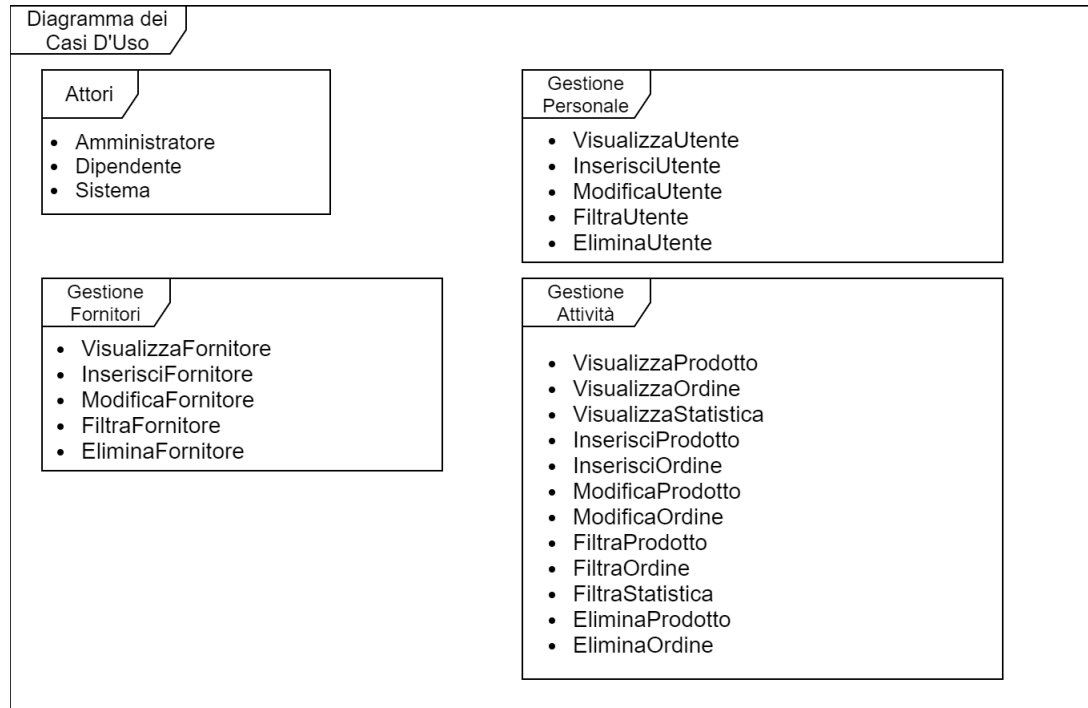 Diagramma dei
Casi D'Uso
Attori
• Amministratore
• Dipendente
• Sistema
Gestione
Personale
• VisualizzaUtente
• InserisciUtente
• ModificaUtente
• FiltraUtente
• EliminaUtente
Gestione
Fornitori
• VisualizzaFornitore
• InserisciFornitore
• ModificaFornitore
• FiltraFornitore
• EliminaFornitore
Gestione
Attività
• VisualizzaProdotto
• VisualizzaOrdine
• VisualizzaStatistica
• InserisciProdotto
• InserisciOrdine
• ModificaProdotto
• ModificaOrdine
• FiltraProdotto
• FiltraOrdine
• FiltraStatistica
• EliminaProdotto
• EliminaOrdine